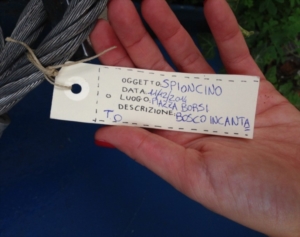 OGGETTO: SPIONCINO
DATA:
LUOGO: PIAZZA BORSI
DESCRIZIONE: BOSCO INCANTA
TO